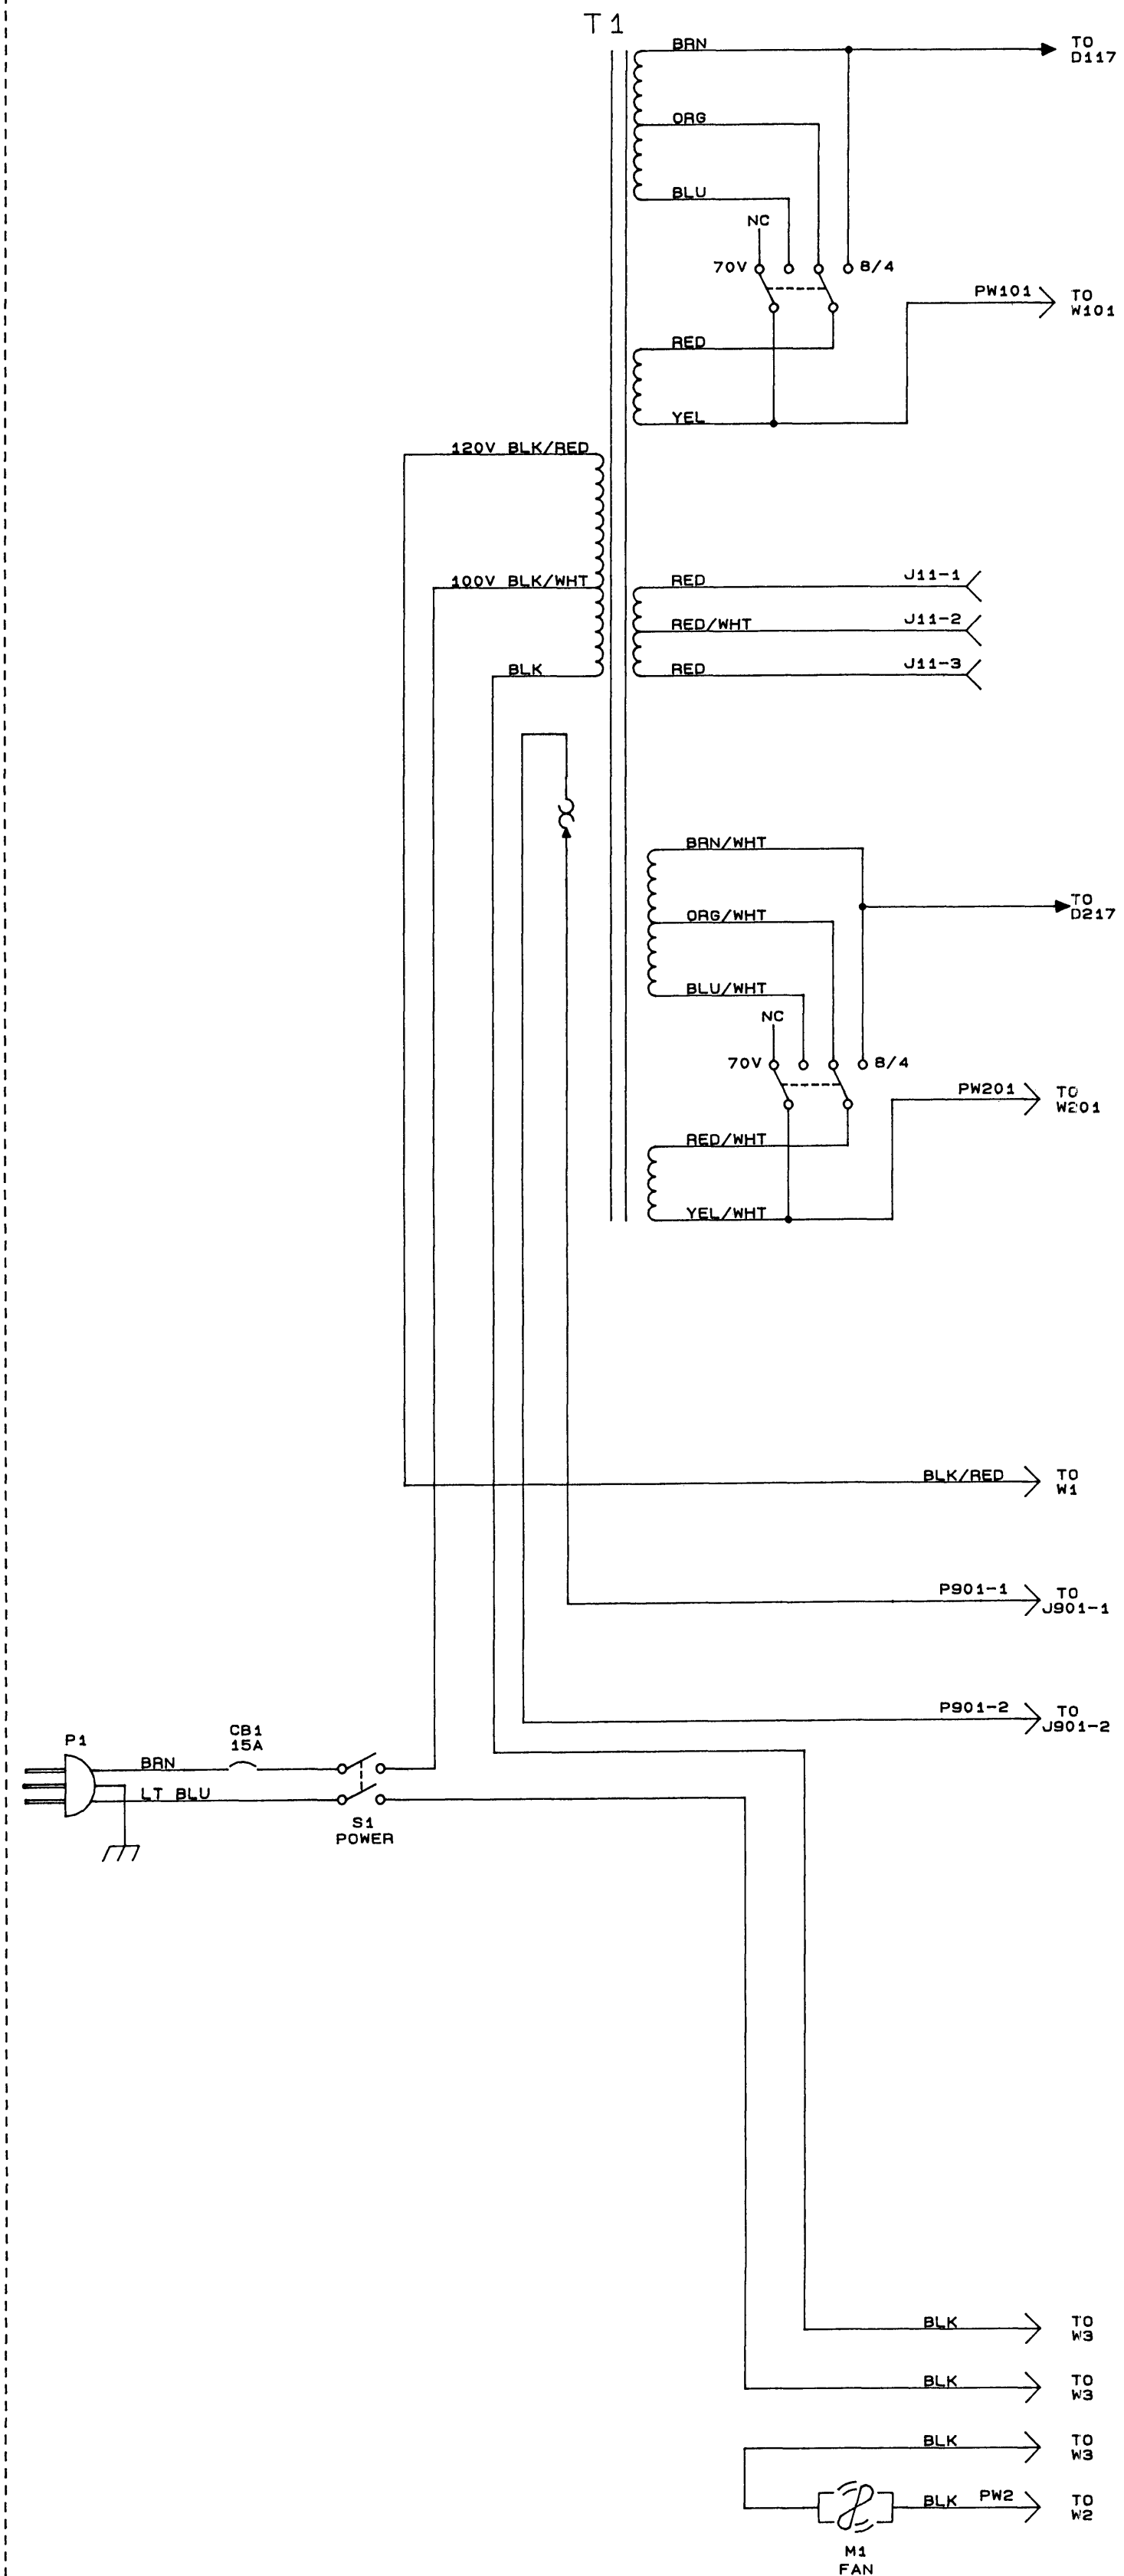 T1
BRN
TO
D117
ORG
BLU
NC
70V
8/4
PW101
TO
W101
RED
YEL
120V BLK/RED
100V BLK/WHT
BLK
RED
J11-1
RED/WHT
J11-2
RED
J11-3
BRN/WHT
TO
D217
ORG/WHT
BLU/WHT
NC
70V
8/4
PW201
TO
W201
RED/WHT
YEL/WHT
BLK/RED
TO
W1
P901-1
TO
J901-1
P901-2
TO
J901-2
P1
BRN
CB1
15A
LT BLU
S1
POWER
BLK
TO
W3
BLK
TO
W3
BLK
TO
W3
BLK
PW2
TO
W2
M1
FAN